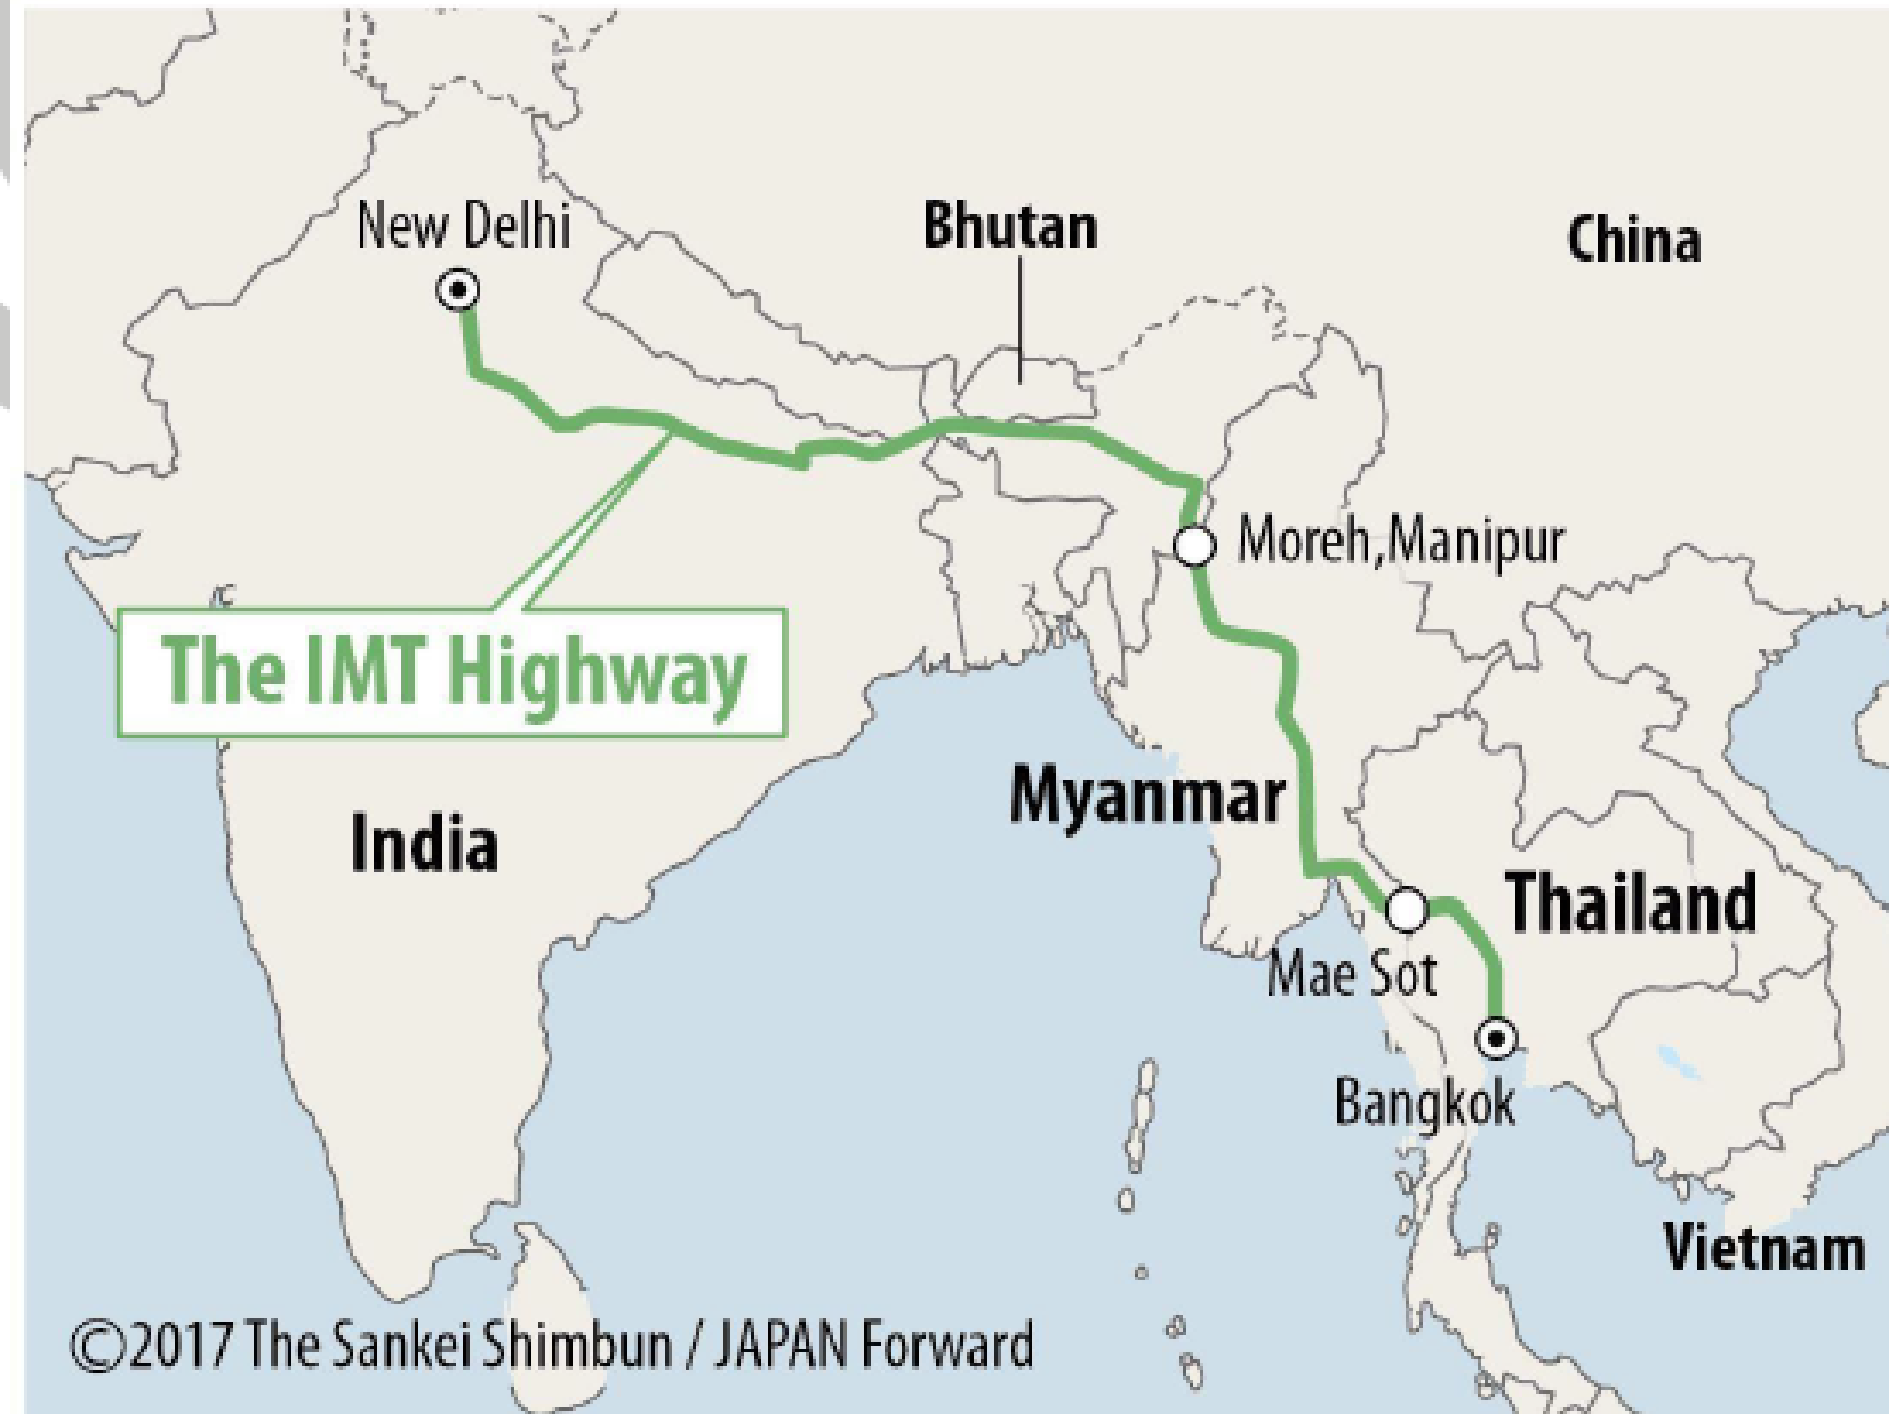 New Delhi
Bhutan
China
Moreh,Manipur
The IMT Highway
Myanmar
India
Thailand
Mae Sot
Bangkok
Vietnam
©2017 The Sankei Shimbun / JAPAN Forward